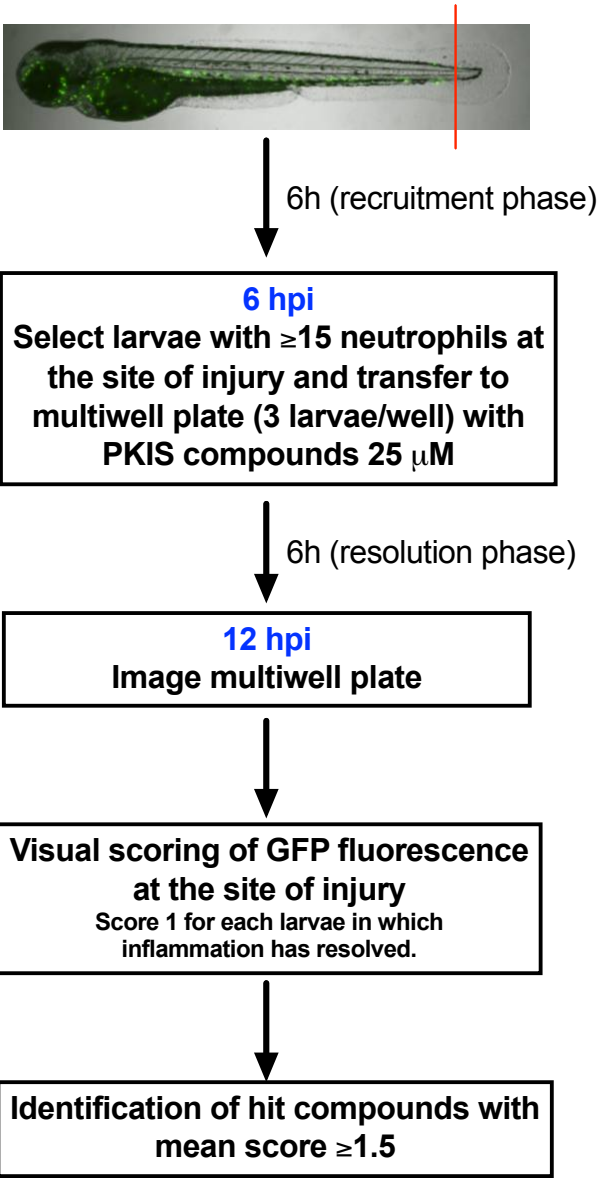 6h (recruitment phase)
6 hpi
Select larvae with ≥15 neutrophils at
the site of injury and transfer to
multiwell plate (3 larvae/well) with
PKIS compounds 25 μM
6h (resolution phase)
12 hpi
Image multiwell plate
Visual scoring of GFP fluorescence
at the site of injury
Score 1 for each larvae in which
inflammation has resolved.
Identification of hit compounds with
mean score ≥1.5